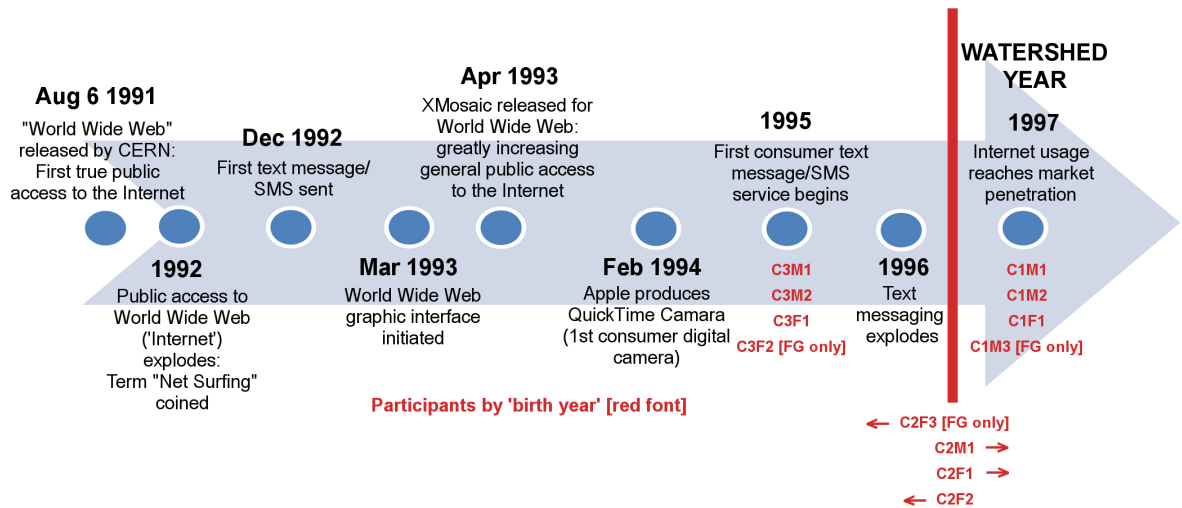 Aug 6 1991
"World Wide Web"
released by CERN:
First true public
access to the Internet
1992
Public access to
World Wide Web
('Internet')
explodes:
Term "Net Surfing"
coined
Dec 1992
First text message/
SMS sent
Mar 1993
World Wide Web
graphic interface
initiated
Apr 1993
XMosaic released for
World Wide Web:
greatly increasing
general public access
to the Internet
Feb 1994
Apple produces
QuickTime Camara
(1st consumer digital
camera)
1995
First consumer text
message/SMS
service begins
C3M1
C3M2
C3F1
C3F2 [FG only]
1996
Text
messaging
explodes
WATERSHED
YEAR
1997
Internet usage
reaches market
penetration
C1M1
C1M2
C1F1
C1M3 [FG only]
Participants by 'birth year' [red font]
← C2F3 [FG only]
C2M1 →
C2F1 →
← C2F2